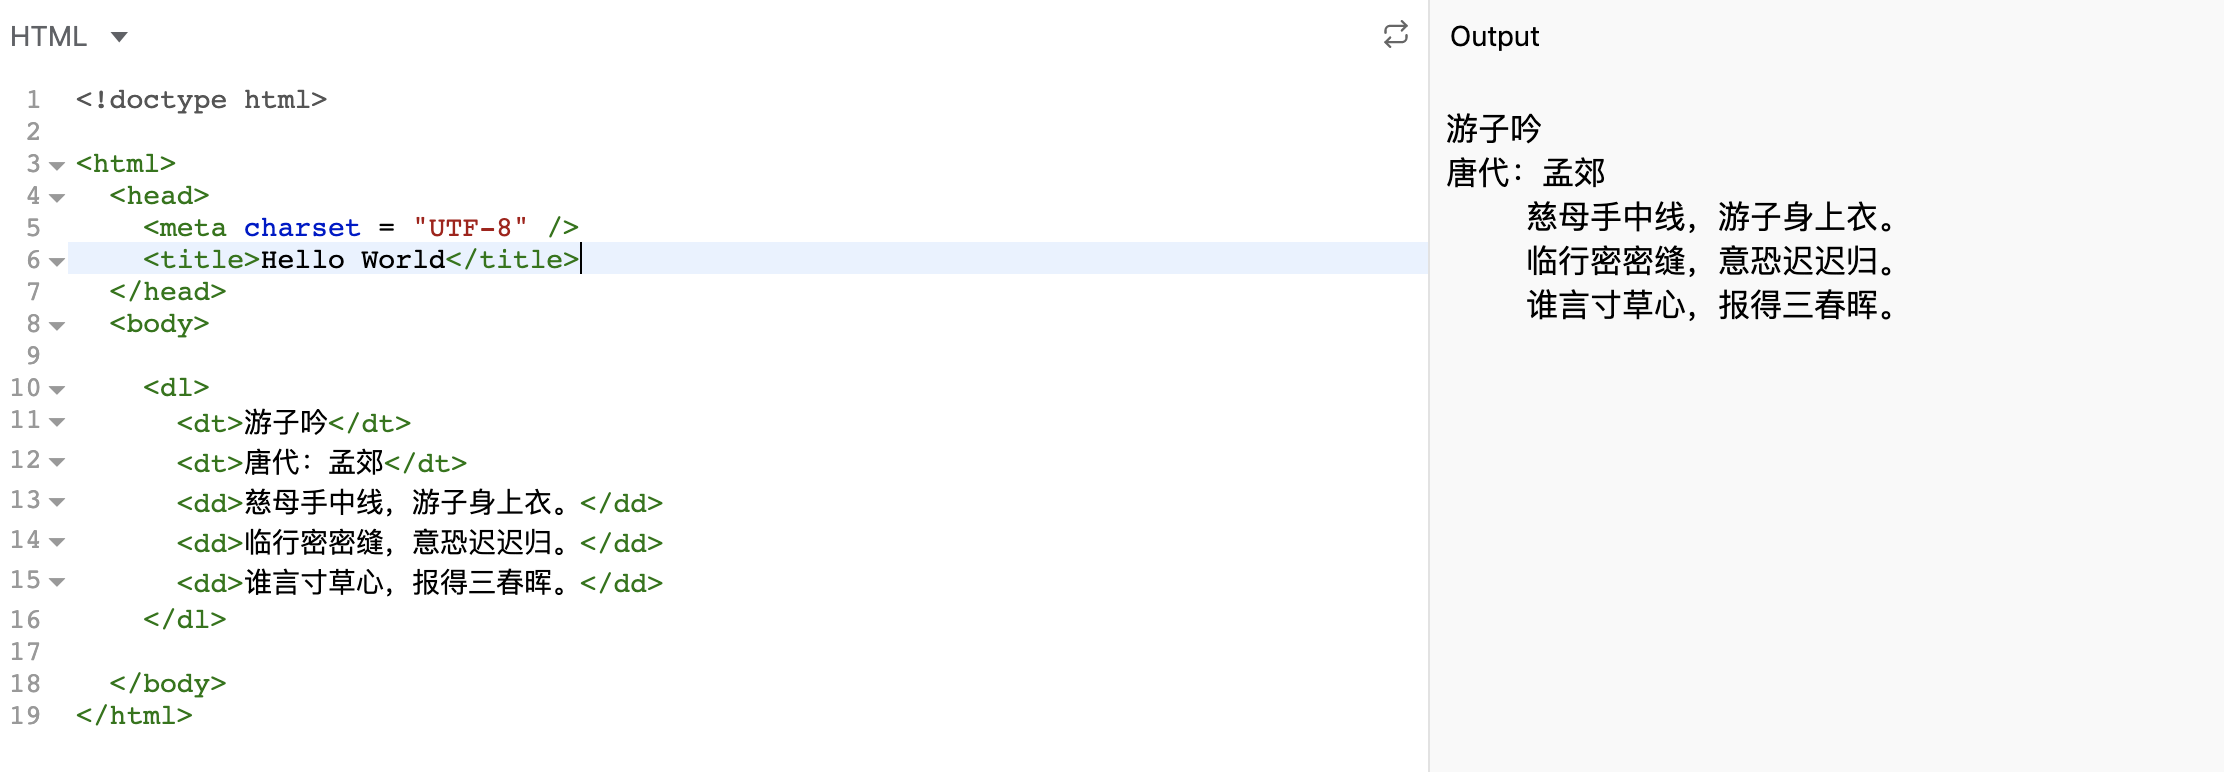 HTML
1 <!doctype html>
2
3 <html>
4 <head>
5 <meta charset = "UTF-8" />
6 <title>Hello World</title>
7 </head>
8 <body>
9
10 <dl>
11 <dt>游子吟</dt>
12 <dt>唐代：孟郊</dt>
13 <dd>慈母手中线，游子身上衣。</dd>
14 <dd>临行密密缝，意恐迟迟归。</dd>
15 <dd>谁言寸草心，报得三春晖。</dd>
16 </dl>
17
18 </body>
19 </html>
Output
游子吟
唐代：孟郊
慈母手中线，游子身上衣。
临行密密缝，意恐迟迟归。
谁言寸草心，报得三春晖。